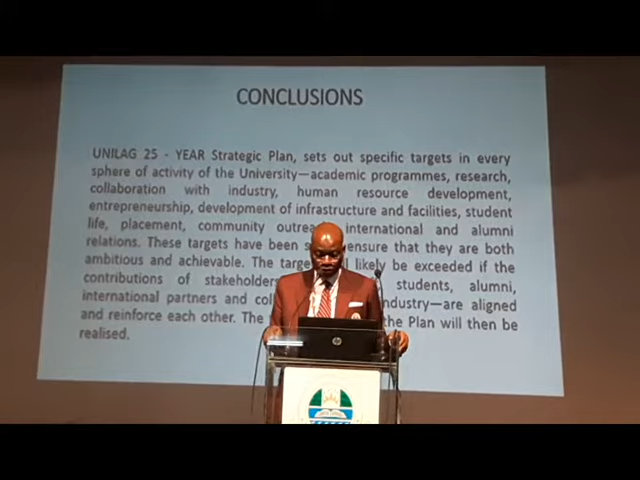 CONCLUSIONS
UNILAG 25 - YEAR Strategic Plan, sets out specific targets in every
sphere of activity of the University—academic programmes, research,
collaboration with industry, human resource development,
entrepreneurship, development of infrastructure and facilities, student
life, placement, community international and alumni
relations. These targets have been ensure that they are both
ambitious and achievable. The likely be exceeded if the
contributions of stakeholders students, alumni,
international partners and industry—are aligned
and reinforce each other. The the Plan will then be
realised.
hp